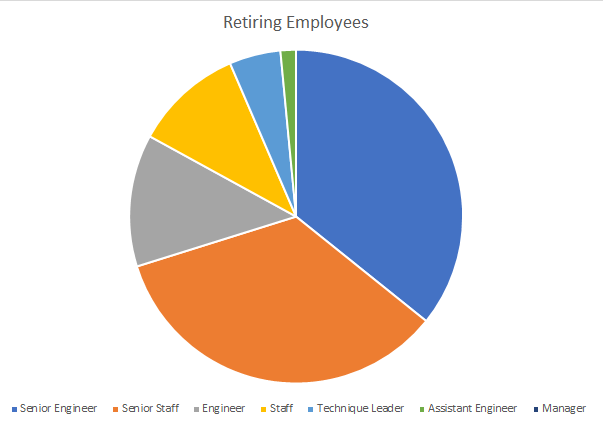 Retiring Employees
Senior Engineer Senior Staff Engineer Staff Technique Leader Assistant Engineer Manager